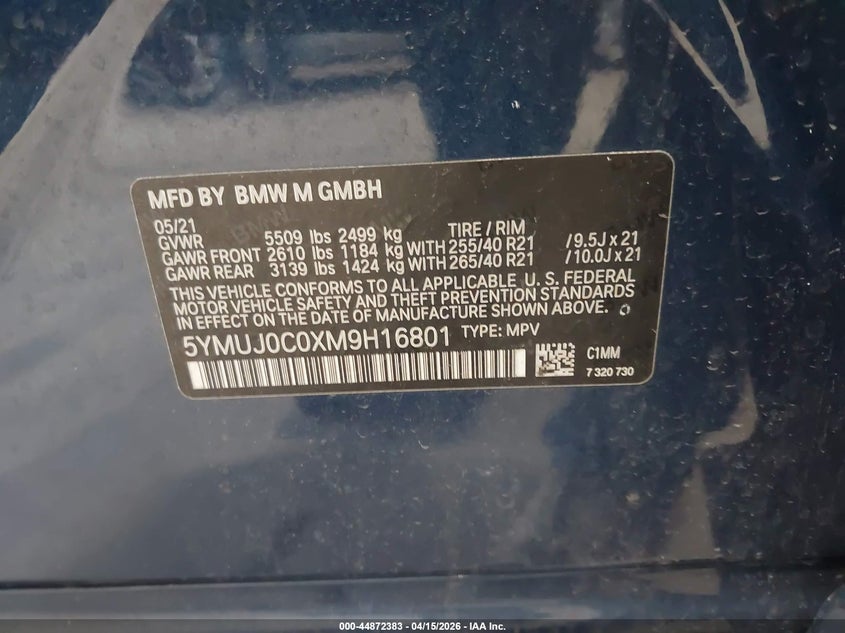 MFD BY BMW M GMBH
05/21 TIRE / RIM
GVWR 5509 lbs 2499 kg
GAWR FRONT 2610 lbs 1184 kg WITH 255/40 R21 / 9.5J x 21
GAWR REAR 3139 lbs 1424 kg WITH 265/40 R21 / 10.0J x 21
THIS VEHICLE CONFORMS TO ALL APPLICABLE U. S. FEDERAL
MOTOR VEHICLE SAFETY AND THEFT PREVENTION STANDARDS
IN EFFECT ON THE DATE OF MANUFACTURE SHOWN ABOVE.
5YMUJ0C0XM9H16801 TYPE: MPV
C1MM
7 320 730
000-44872383 - 04/15/2026 - IAA Inc.